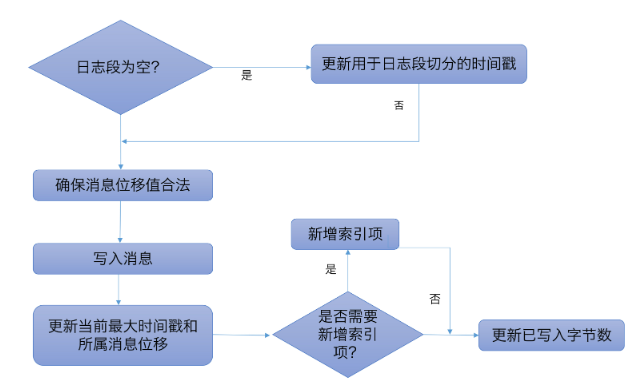 日志段为空?
是
更新用于日志段切分的时间戳
否
确保消息位移值合法
写入消息
更新当前最大时间戳和
所属消息位移
新增索引项
是
是否需要
新增索引
项?
否
更新已写入字节数